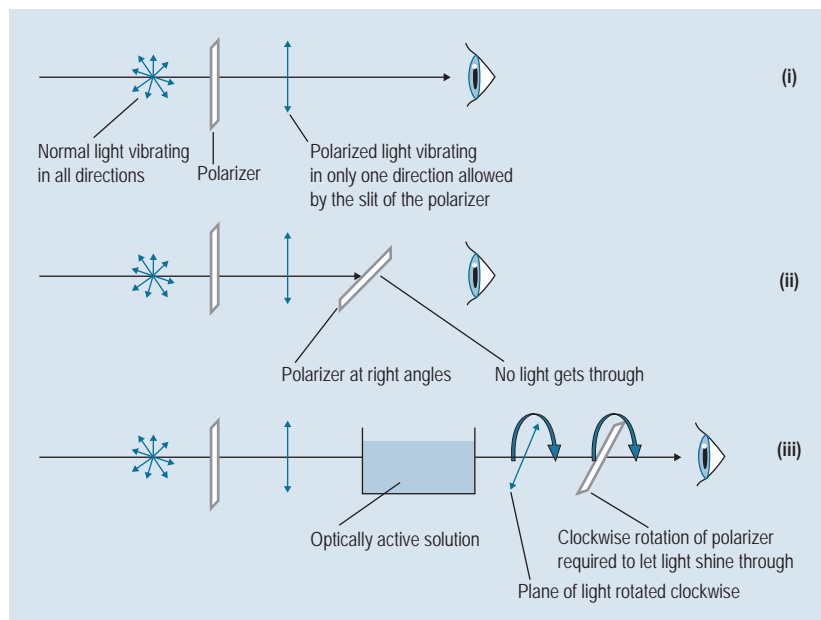 (i)
Normal light vibrating
in all directions
Polarizer
Polarized light vibrating
in only one direction allowed
by the slit of the polarizer
(ii)
Polarizer at right angles
No light gets through
(iii)
Optically active solution
Clockwise rotation of polarizer
required to let light shine through
Plane of light rotated clockwise